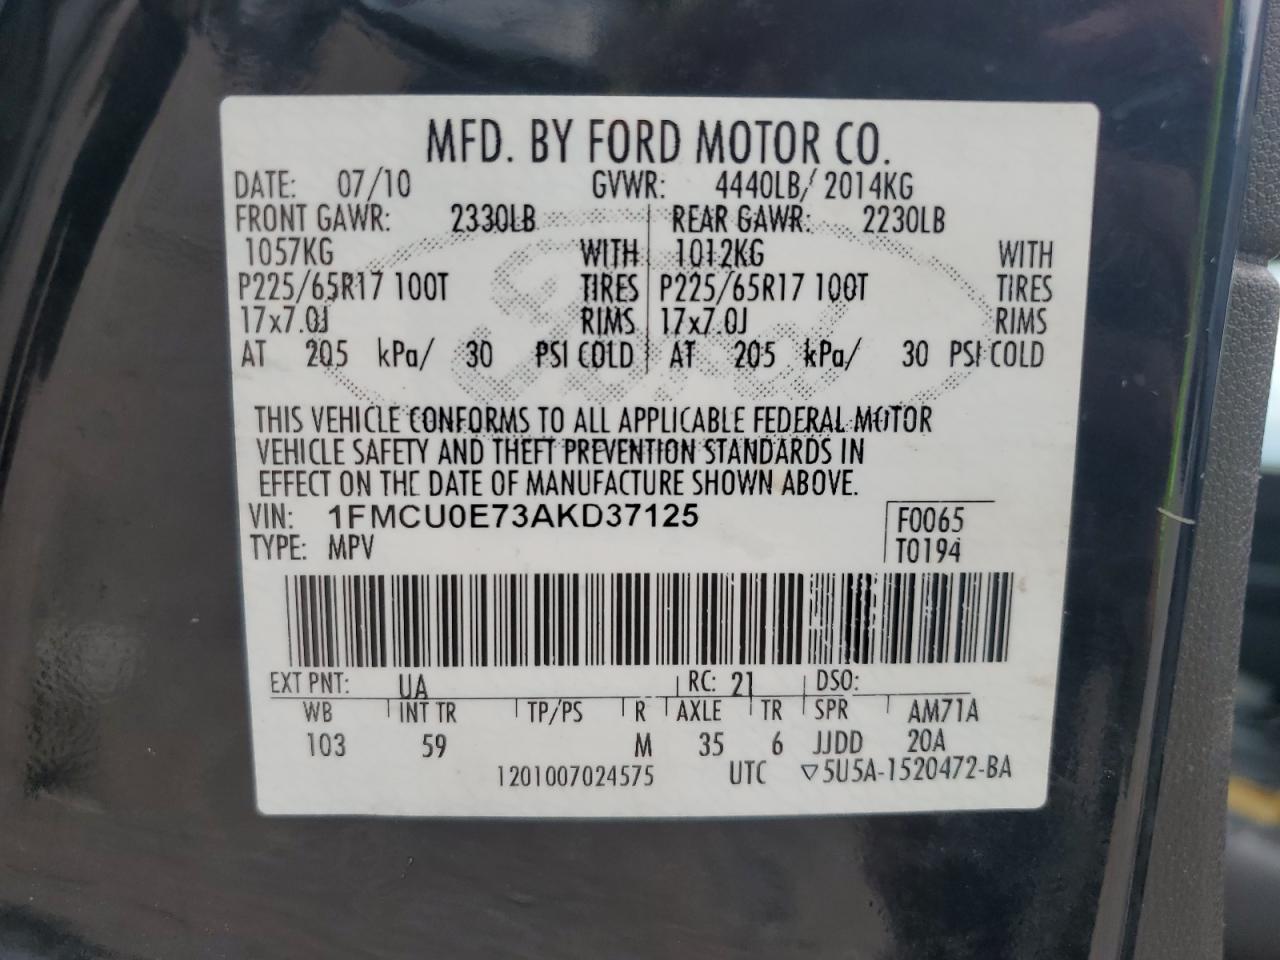 MFD. BY FORD MOTOR CO.
DATE: 07/10 GVWR: 4440LB/ 2014KG
FRONT GAWR: 2330LB REAR GAWR: 2230LB
1057KG WITH 1012KG WITH
P225/65R17 100T TIRES P225/65R17 100T TIRES
17x7.0J RIMS 17x7.0J RIMS
AT 205 kPa/ 30 PSI COLD AT 205 kPa/ 30 PSI COLD
THIS VEHICLE CONFORMS TO ALL APPLICABLE FEDERAL MOTOR
VEHICLE SAFETY AND THEFT PREVENTION STANDARDS IN
EFFECT ON THE DATE OF MANUFACTURE SHOWN ABOVE.
VIN: 1FMCU0E73AKD37125 F0065
TYPE: MPV T0194
EXT PNT: UA RC: 21 DSO:
WB INT TR TP/PS R AXLE TR SPR AM71A
103 59 M 35 6 JJDD 20A
1201007024575 UTC ▽5U5A-1520472-BA